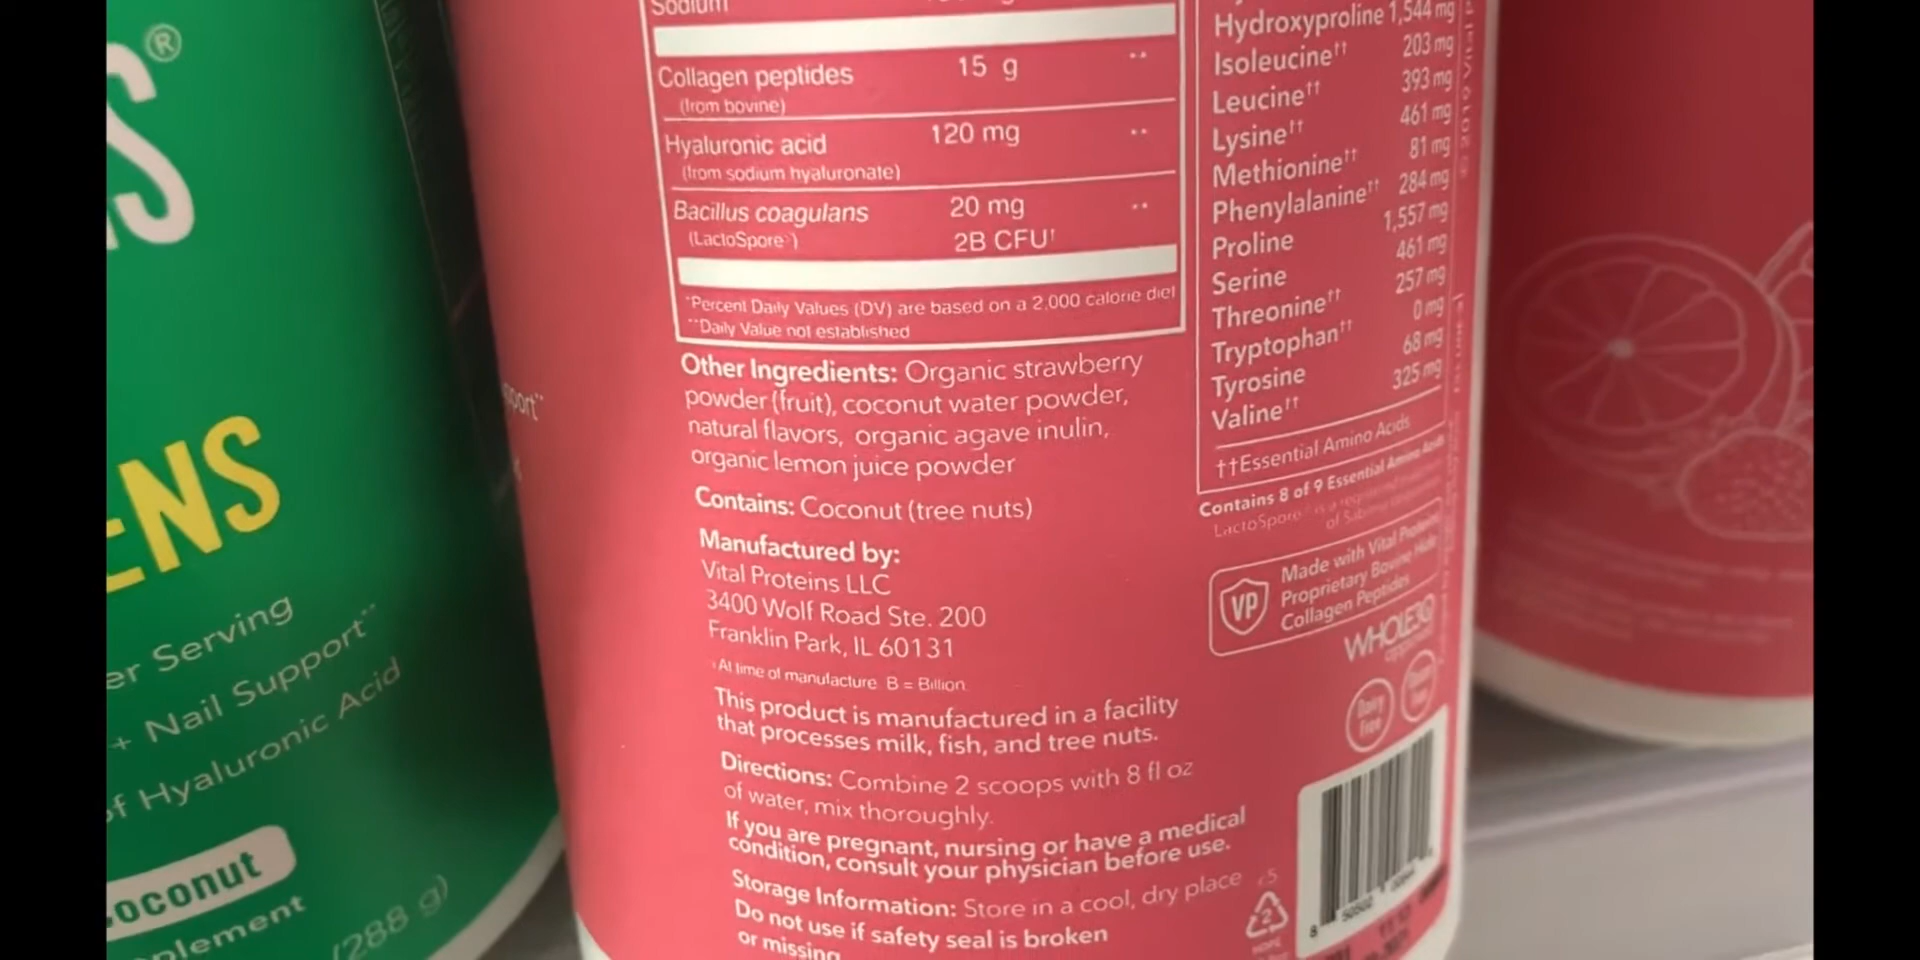 ®
S
ENS
er Serving
+ Nail Support**
of Hyaluronic Acid
oconut
plement
(288 g)
Sodium
Collagen peptides 15 g **
(from bovine)
Hyaluronic acid 120 mg **
(from sodium hyaluronate)
Bacillus coagulans 20 mg **
(LactoSpore®) 2B CFU†
*Percent Daily Values (DV) are based on a 2,000 calorie diet
**Daily Value not established
Other Ingredients: Organic strawberry
powder (fruit), coconut water powder,
natural flavors, organic agave inulin,
organic lemon juice powder
Contains: Coconut (tree nuts)
Manufactured by:
Vital Proteins LLC
3400 Wolf Road Ste. 200
Franklin Park, IL 60131
†At time of manufacture B = Billion
This product is manufactured in a facility
that processes milk, fish, and tree nuts.
Directions: Combine 2 scoops with 8 fl oz
of water, mix thoroughly.
If you are pregnant, nursing or have a medical
condition, consult your physician before use.
Storage Information: Store in a cool, dry place
Do not use if safety seal is broken
or missing
Hydroxyproline 1,544 mg
Isoleucine†† 203 mg
Leucine†† 393 mg
Lysine†† 461 mg
Methionine†† 81 mg
Phenylalanine†† 284 mg
Proline 1,557 mg
Serine 461 mg
Threonine†† 257 mg
Tryptophan†† 0 mg
Tyrosine 68 mg
Valine†† 325 mg
††Essential Amino Acids
Contains 8 of 9 Essential Amino Acids
LactoSpore® is a registered
of
VP
Made with Vital Proteins
Proprietary Bovine Hide
Collagen Peptides
WHOLE30
Dairy
Free
2
HDPE